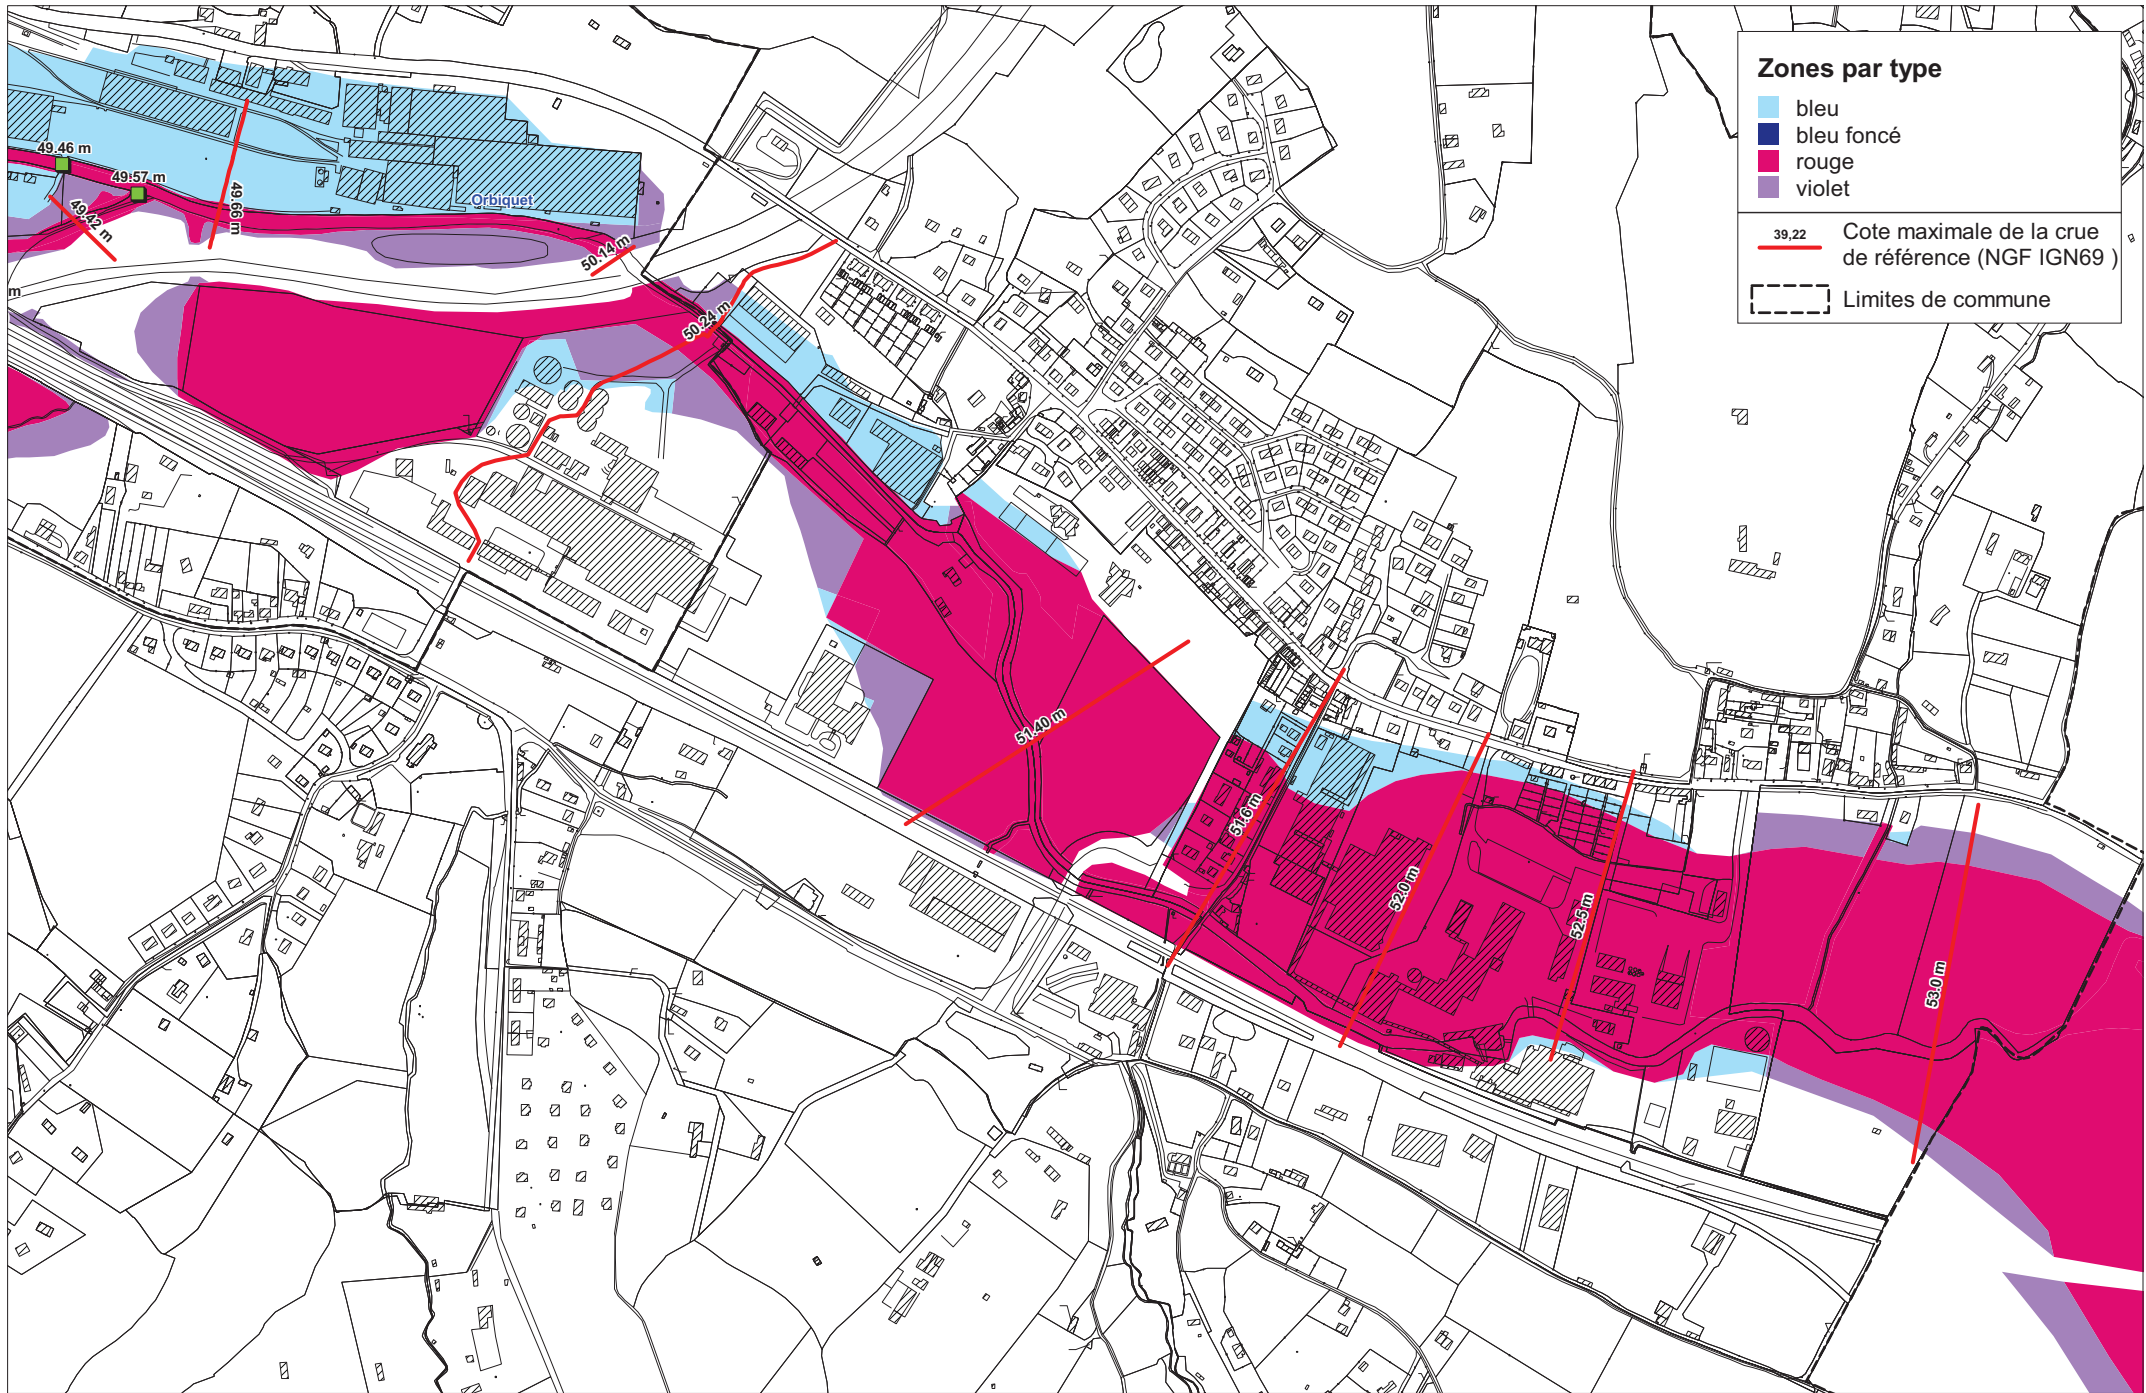 Zones par type
bleu
bleu foncé
rouge
violet
39,22
Cote maximale de la crue
de référence (NGF IGN69 )
Limites de commune
49.46 m
49.57 m
49.66 m
49.42 m
Orbiquet
50.14 m
m
50.24 m
51.40 m
51.6 m
52.0 m
52.5 m
53.0 m